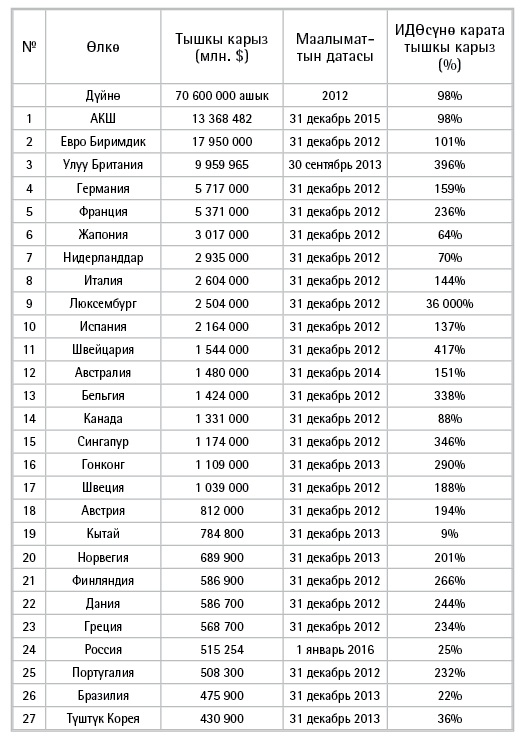 № Өлкө Тышкы карыз (млн. $) Маалымат-тын датасы ИДӨсүнө карата тышкы карыз (%)
Дүйнө 70 600 000 ашык 2012 98%
1 АКШ 13 368 482 31 декабрь 2015 98%
2 Евро Биримдик 17 950 000 31 декабрь 2012 101%
3 Улуу Британия 9 959 965 30 сентябрь 2013 396%
4 Германия 5 717 000 31 декабрь 2012 159%
5 Франция 5 371 000 31 декабрь 2012 236%
6 Жапония 3 017 000 31 декабрь 2012 64%
7 Нидерланддар 2 935 000 31 декабрь 2012 70%
8 Италия 2 604 000 31 декабрь 2012 144%
9 Люксембург 2 504 000 31 декабрь 2012 36 000%
10 Испания 2 164 000 31 декабрь 2012 137%
11 Швейцария 1 544 000 31 декабрь 2012 417%
12 Австралия 1 480 000 31 декабрь 2014 151%
13 Бельгия 1 424 000 31 декабрь 2012 338%
14 Канада 1 331 000 31 декабрь 2012 88%
15 Сингапур 1 174 000 31 декабрь 2012 346%
16 Гонконг 1 109 000 31 декабрь 2013 290%
17 Швеция 1 039 000 31 декабрь 2012 188%
18 Австрия 812 000 31 декабрь 2012 194%
19 Кытай 784 800 31 декабрь 2013 9%
20 Норвегия 689 900 31 декабрь 2013 201%
21 Финляндия 586 900 31 декабрь 2012 266%
22 Дания 586 700 31 декабрь 2012 244%
23 Греция 568 700 31 декабрь 2012 234%
24 Россия 515 254 1 январь 2016 25%
25 Португалия 508 300 31 декабрь 2012 232%
26 Бразилия 475 900 31 декабрь 2013 22%
27 Түштүк Корея 430 900 31 декабрь 2013 36%